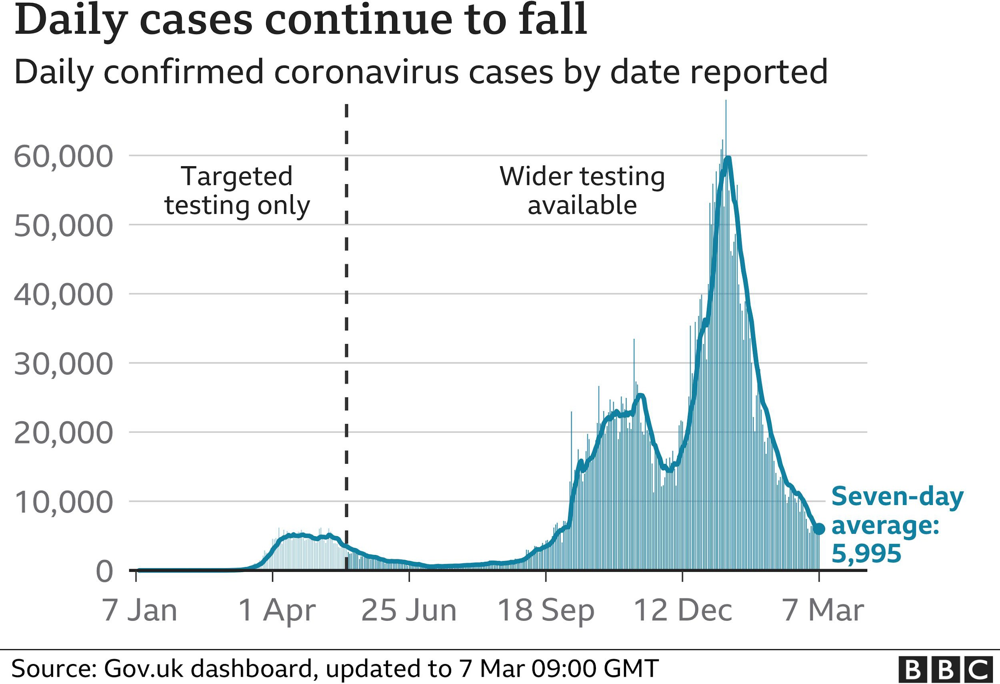 Daily cases continue to fall
Daily confirmed coronavirus cases by date reported
60,000
50,000
40,000
30,000
20,000
10,000
0
Targeted
testing only
Wider testing
available
Seven-day
average:
5,995
7 Jan
1 Apr
25 Jun
18 Sep
12 Dec
7 Mar
Source: Gov.uk dashboard, updated to 7 Mar 09:00 GMT
BBC